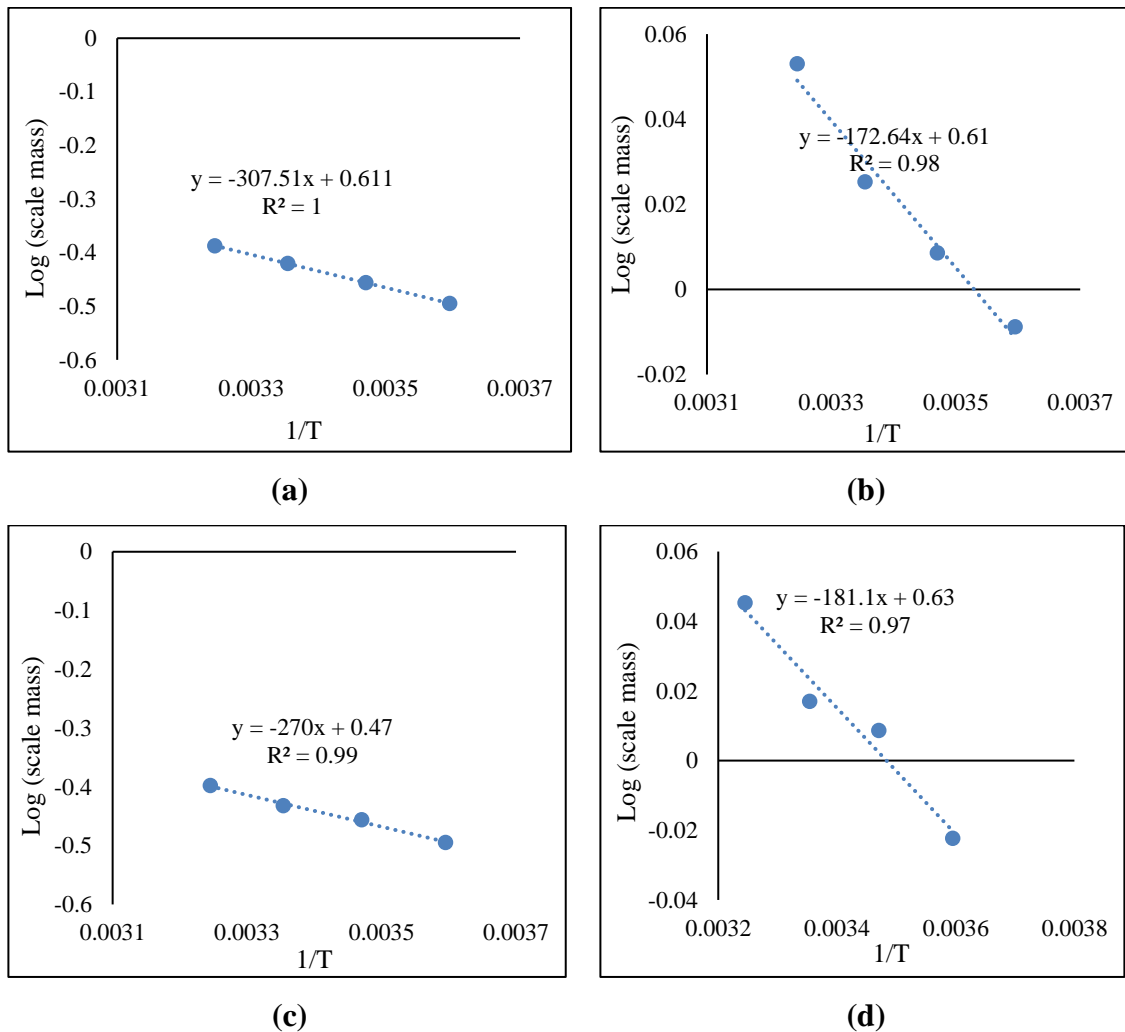 0
-0.1
-0.2
-0.3
-0.4
-0.5
-0.6
0.0031 0.0033 0.0035 0.0037
1/T
Log (scale mass)
y = -307.51x + 0.611
R² = 1
(a)
0.06
0.04
0.02
0
-0.02
0.0031 0.0033 0.0035 0.0037
1/T
Log (scale mass)
y = -172.64x + 0.61
R² = 0.98
(b)
0
-0.1
-0.2
-0.3
-0.4
-0.5
-0.6
0.0031 0.0033 0.0035 0.0037
1/T
Log (scale mass)
y = -270x + 0.47
R² = 0.99
(c)
0.06
0.04
0.02
0
-0.02
-0.04
0.0032 0.0034 0.0036 0.0038
1/T
Log (scale mass)
y = -181.1x + 0.63
R² = 0.97
(d)